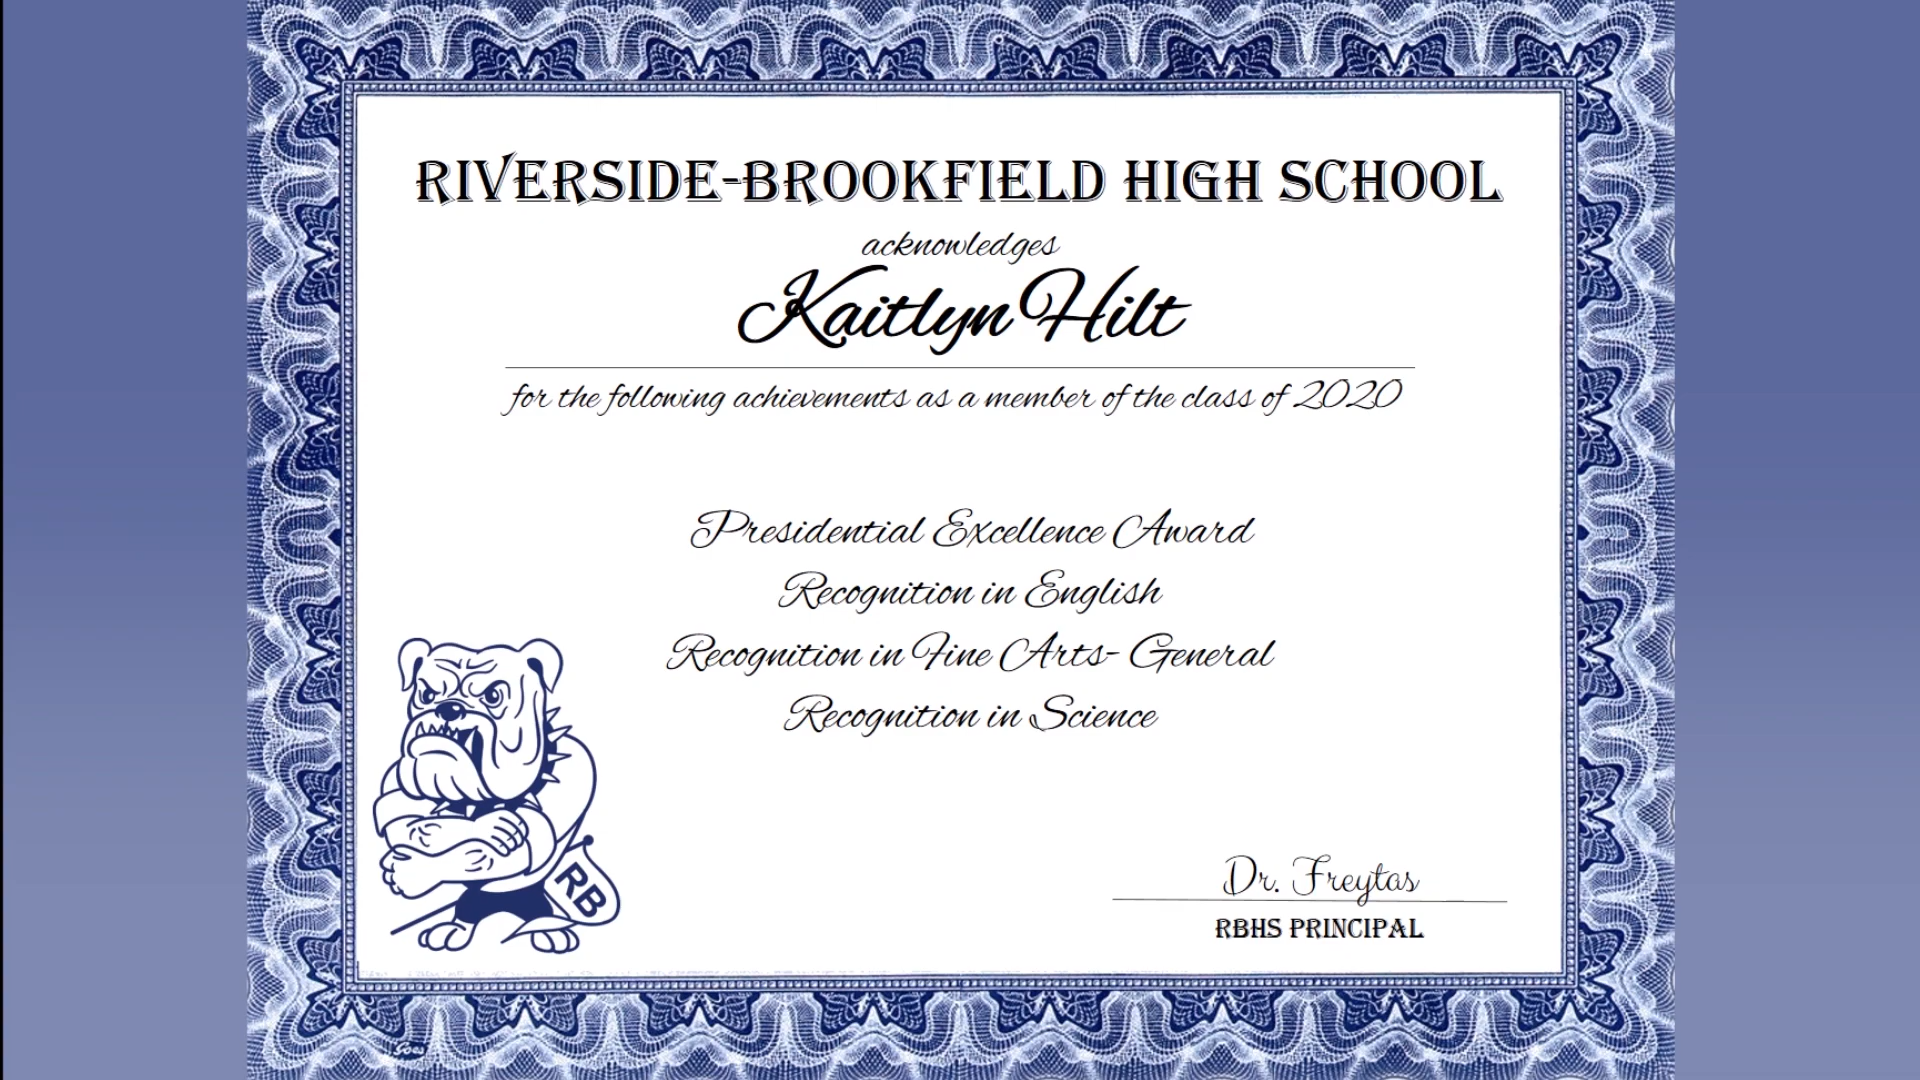 RIVERSIDE-BROOKFIELD HIGH SCHOOL
acknowledges
Kaitlyn Hilt
for the following achievements as a member of the class of 2020
Presidential Excellence Award
Recognition in English
Recognition in Fine Arts- General
Recognition in Science
RB
Dr. Freytas
RBHS PRINCIPAL
Goes